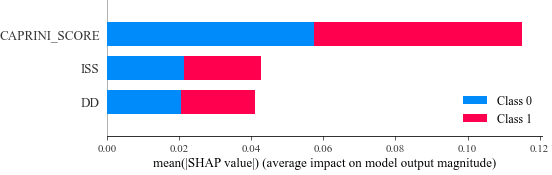 CAPRINI_SCORE
ISS
DD
Class 0
Class 1
0.00 0.02 0.04 0.06 0.08 0.10 0.12
mean(|SHAP value|) (average impact on model output magnitude)